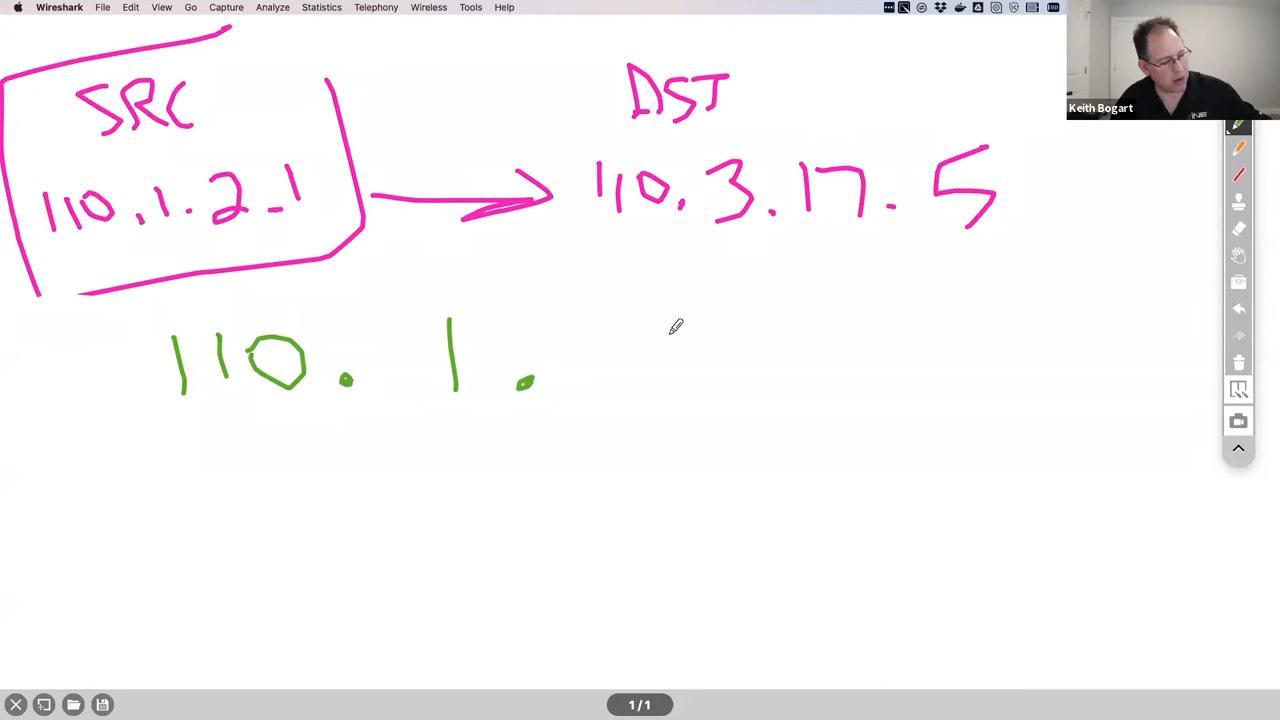 Wireshark File Edit View Go Capture Analyze Statistics Telephony Wireless Tools Help
Keith Bogart
INE
SRC DST
110.1.2.1 110.3.17.5
110. 1.
1/1